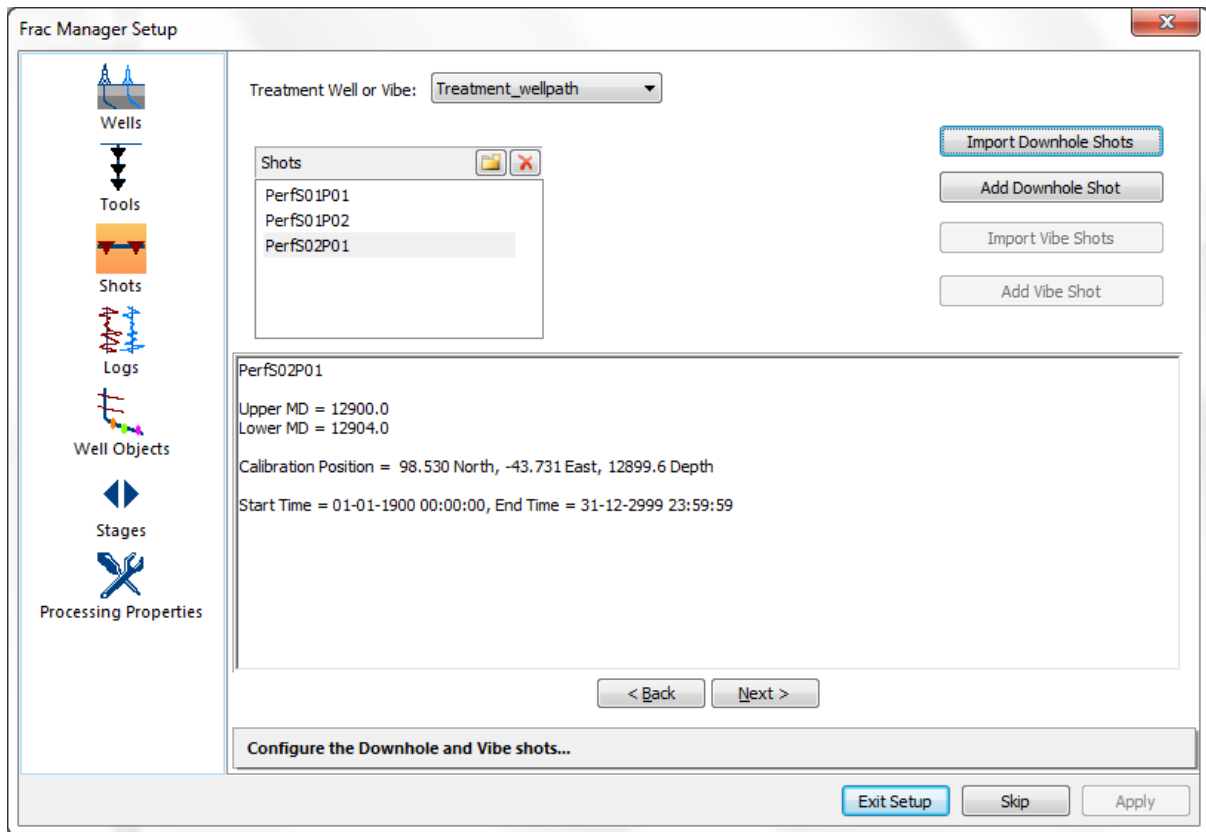 Frac Manager Setup
Wells
Tools
Shots
Logs
Well Objects
Stages
Processing Properties
Treatment Well or Vibe: Treatment_wellpath
Shots
PerfS01P01
PerfS01P02
PerfS02P01
Import Downhole Shots
Add Downhole Shot
Import Vibe Shots
Add Vibe Shot
PerfS02P01
Upper MD = 12900.0
Lower MD = 12904.0
Calibration Position =  98.530 North, -43.731 East, 12899.6 Depth
Start Time = 01-01-1900 00:00:00, End Time = 31-12-2999 23:59:59
< Back Next >
Configure the Downhole and Vibe shots...
Exit Setup Skip Apply